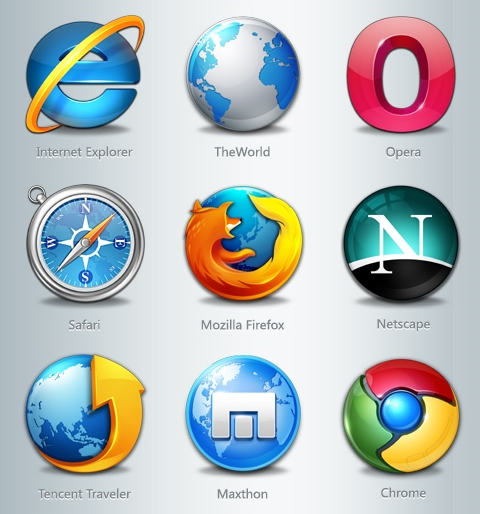 Internet Explorer
TheWorld
Opera
N
W
E
S
Safari
Mozilla Firefox
N
Netscape
Tencent Traveler
Maxthon
Chrome